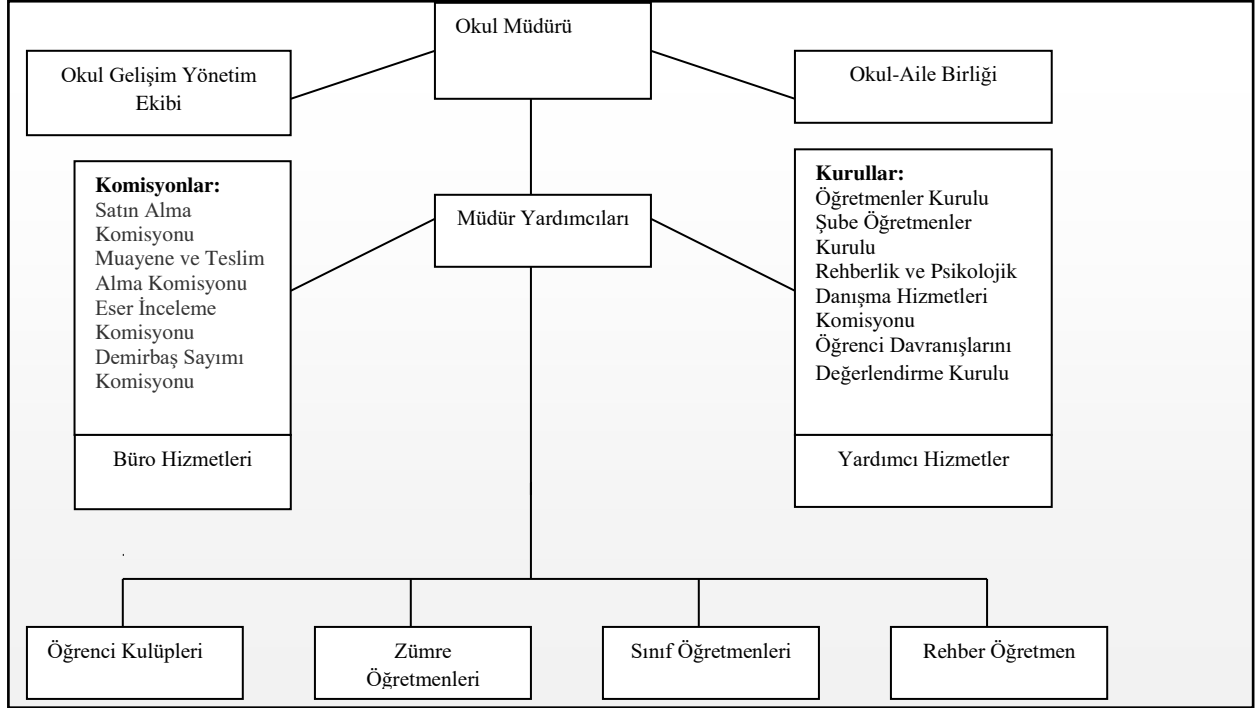 Okul Müdürü
Okul Gelişim Yönetim
Ekibi
Okul-Aile Birliği
Komisyonlar:
Satın Alma
Komisyonu
Muayene ve Teslim
Alma Komisyonu
Eser İnceleme
Komisyonu
Demirbaş Sayımı
Komisyonu
Müdür Yardımcıları
Kurullar:
Öğretmenler Kurulu
Şube Öğretmenler
Kurulu
Rehberlik ve Psikolojik
Danışma Hizmetleri
Komisyonu
Öğrenci Davranışlarını
Değerlendirme Kurulu
Büro Hizmetleri
Yardımcı Hizmetler
Öğrenci Kulüpleri
Zümre
Öğretmenleri
Sınıf Öğretmenleri
Rehber Öğretmen